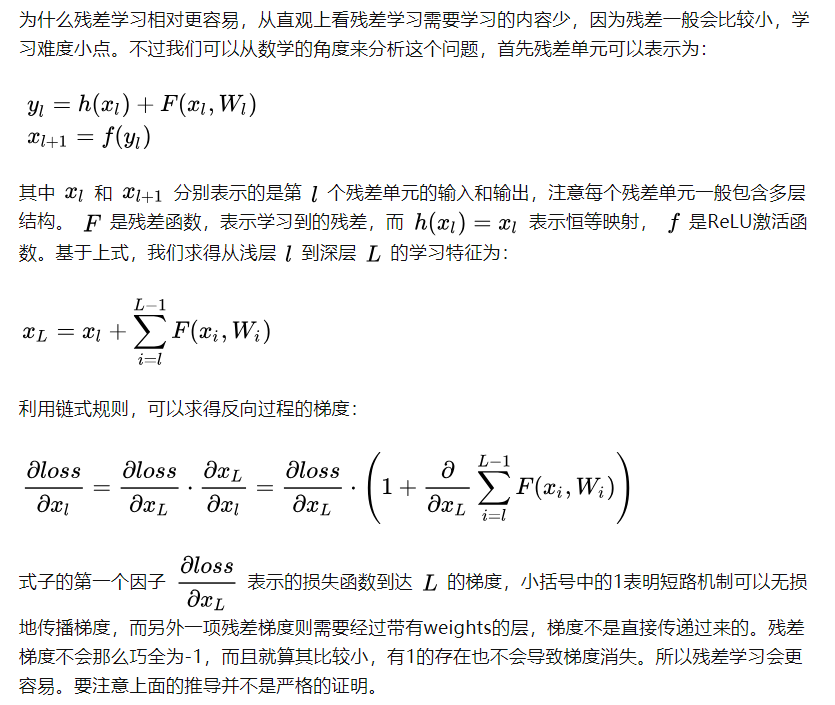 为什么残差学习相对更容易，从直观上看残差学习需要学习的内容少，因为残差一般会比较小，学
习难度小点。不过我们可以从数学的角度来分析这个问题，首先残差单元可以表示为：
y_l = h(x_l) + F(x_l, W_l)
x_{l+1} = f(y_l)
其中 x_l 和 x_{l+1} 分别表示的是第 l 个残差单元的输入和输出，注意每个残差单元一般包含多层
结构。 F 是残差函数，表示学习到的残差，而 h(x_l) = x_l 表示恒等映射， f 是ReLU激活函
数。基于上式，我们求得从浅层 l 到深层 L 的学习特征为：
x_L = x_l + \sum_{i=l}^{L-1} F(x_i, W_i)
利用链式规则，可以求得反向过程的梯度：
\frac{∂loss}{∂x_l} = \frac{∂loss}{∂x_L} · \frac{∂x_L}{∂x_l} = \frac{∂loss}{∂x_L} · \left( 1 + \frac{∂}{∂x_L} \sum_{i=l}^{L-1} F(x_i, W_i) \right)
式子的第一个因子 \frac{∂loss}{∂x_L} 表示的损失函数到达 L 的梯度，小括号中的1表明短路机制可以无损
地传播梯度，而另外一项残差梯度则需要经过带有weights的层，梯度不是直接传递过来的。残差
梯度不会那么巧全为-1，而且就算其比较小，有1的存在也不会导致梯度消失。所以残差学习会更
容易。要注意上面的推导并不是严格的证明。